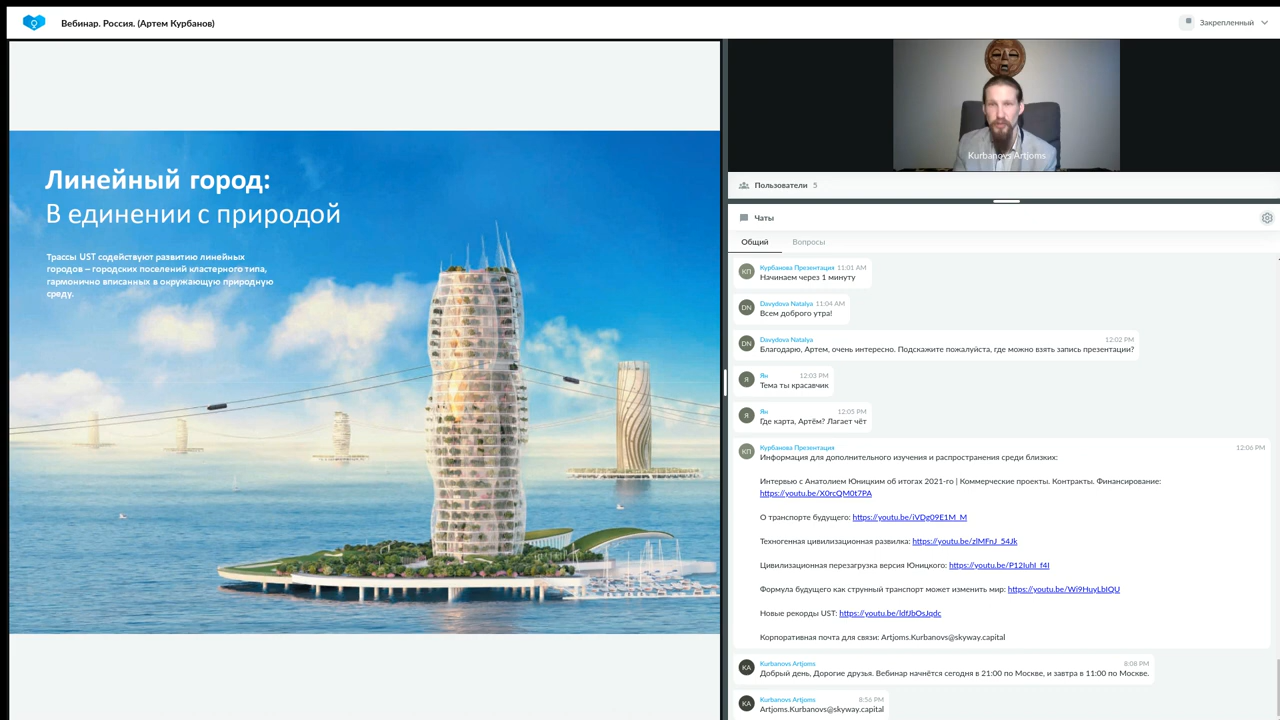 Вебинар. Россия. (Артем Курбанов)
Закрепленный
Линейный город:
В единении с природой
Трассы UST содействуют развитию линейных
городов – городских поселений кластерного типа,
гармонично вписанных в окружающую природную
среду.
Kurbanovs Artjoms
Пользователи 5
Чаты
Общий Вопросы
КП Курбанова Презентация 11:01 AM
Начинаем через 1 минуту
DN Davydova Natalya 11:04 AM
Всем доброго утра!
DN Davydova Natalya 12:02 PM
Благодарю, Артем, очень интересно. Подскажите пожалуйста, где можно взять запись презентации?
Я Ян 12:03 PM
Тема ты красавчик
Я Ян 12:05 PM
Где карта, Артём? Лагает чёт
КП Курбанова Презентация 12:06 PM
Информация для дополнительного изучения и распространения среди близких:
Интервью с Анатолием Юницким об итогах 2021-го | Коммерческие проекты. Контракты. Финансирование:
https://youtu.be/X0rcQM0t7PA
О транспорте будущего: https://youtu.be/iVDg09E1M_M
Техногенная цивилизационная развилка: https://youtu.be/zlMFnJ_54Jk
Цивилизационная перезагрузка версия Юницкого: https://youtu.be/P12IuhI_f4I
Формула будущего как струнный транспорт может изменить мир: https://youtu.be/Wi9HuyLbIQU
Новые рекорды UST: https://youtu.be/ldfJbOsJqdc
Корпоративная почта для связи: Artjoms.Kurbanovs@skyway.capital
KA Kurbanovs Artjoms 8:08 PM
Добрый день, Дорогие друзья. Вебинар начнётся сегодня в 21:00 по Москве, и завтра в 11:00 по Москве.
KA Kurbanovs Artjoms 8:56 PM
Artjoms.Kurbanovs@skyway.capital